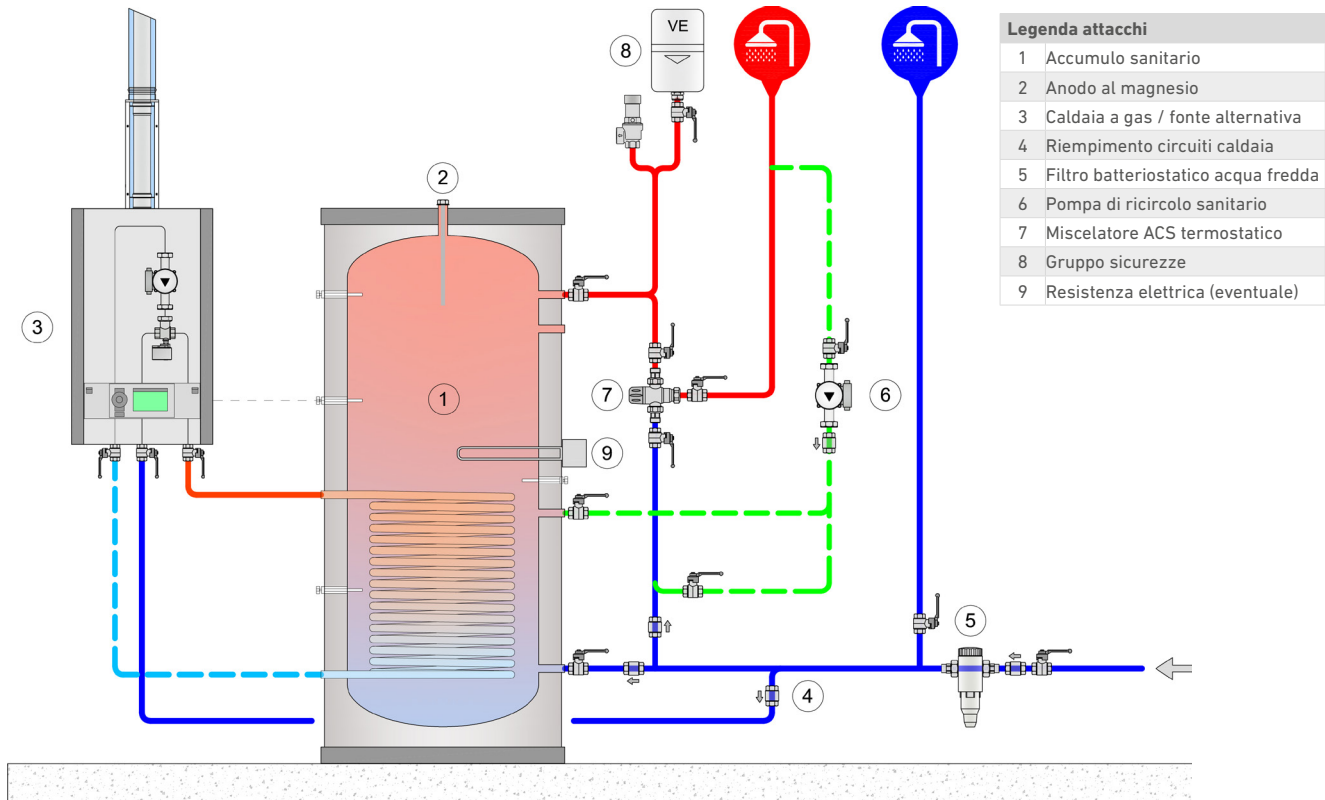 VE
8
Legenda attacchi
1 Accumulo sanitario
2 Anodo al magnesio
3 Caldaia a gas / fonte alternativa
4 Riempimento circuiti caldaia
5 Filtro batteriostatico acqua fredda
6 Pompa di ricircolo sanitario
7 Miscelatore ACS termostatico
8 Gruppo sicurezze
9 Resistenza elettrica (eventuale)
2
3
1
7
6
9
5
4